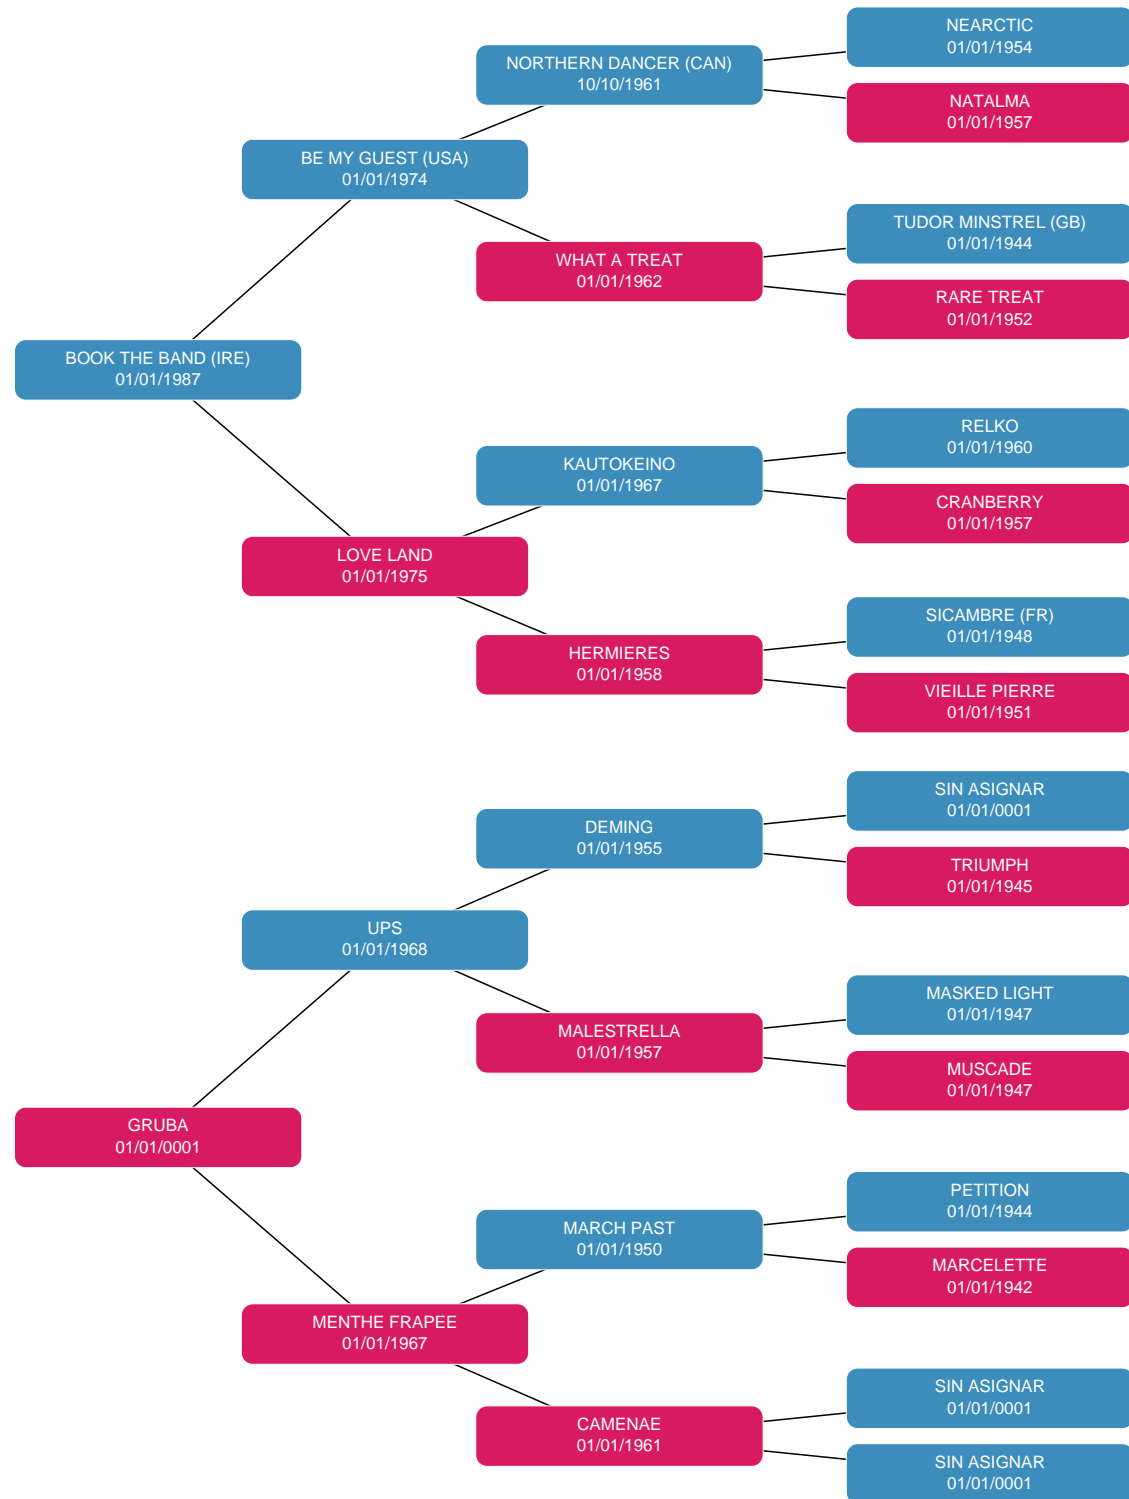 NEARCTIC
01/01/1954
NORTHERN DANCER (CAN)
10/10/1961
NATALMA
01/01/1957
BE MY GUEST (USA)
01/01/1974
TUDOR MINSTREL (GB)
01/01/1944
WHAT A TREAT
01/01/1962
RARE TREAT
01/01/1952
BOOK THE BAND (IRE)
01/01/1987
RELKO
01/01/1960
KAUTOKEINO
01/01/1967
CRANBERRY
01/01/1957
LOVE LAND
01/01/1975
SICAMBRE (FR)
01/01/1948
HERMIERES
01/01/1958
VIEILLE PIERRE
01/01/1951
SIN ASIGNAR
01/01/0001
DEMING
01/01/1955
TRIUMPH
01/01/1945
UPS
01/01/1968
MASKED LIGHT
01/01/1947
MALESTRELLA
01/01/1957
MUSCADE
01/01/1947
GRUBA
01/01/0001
PETITION
01/01/1944
MARCH PAST
01/01/1950
MARCELETTE
01/01/1942
MENTHE FRAPEE
01/01/1967
SIN ASIGNAR
01/01/0001
CAMENAE
01/01/1961
SIN ASIGNAR
01/01/0001